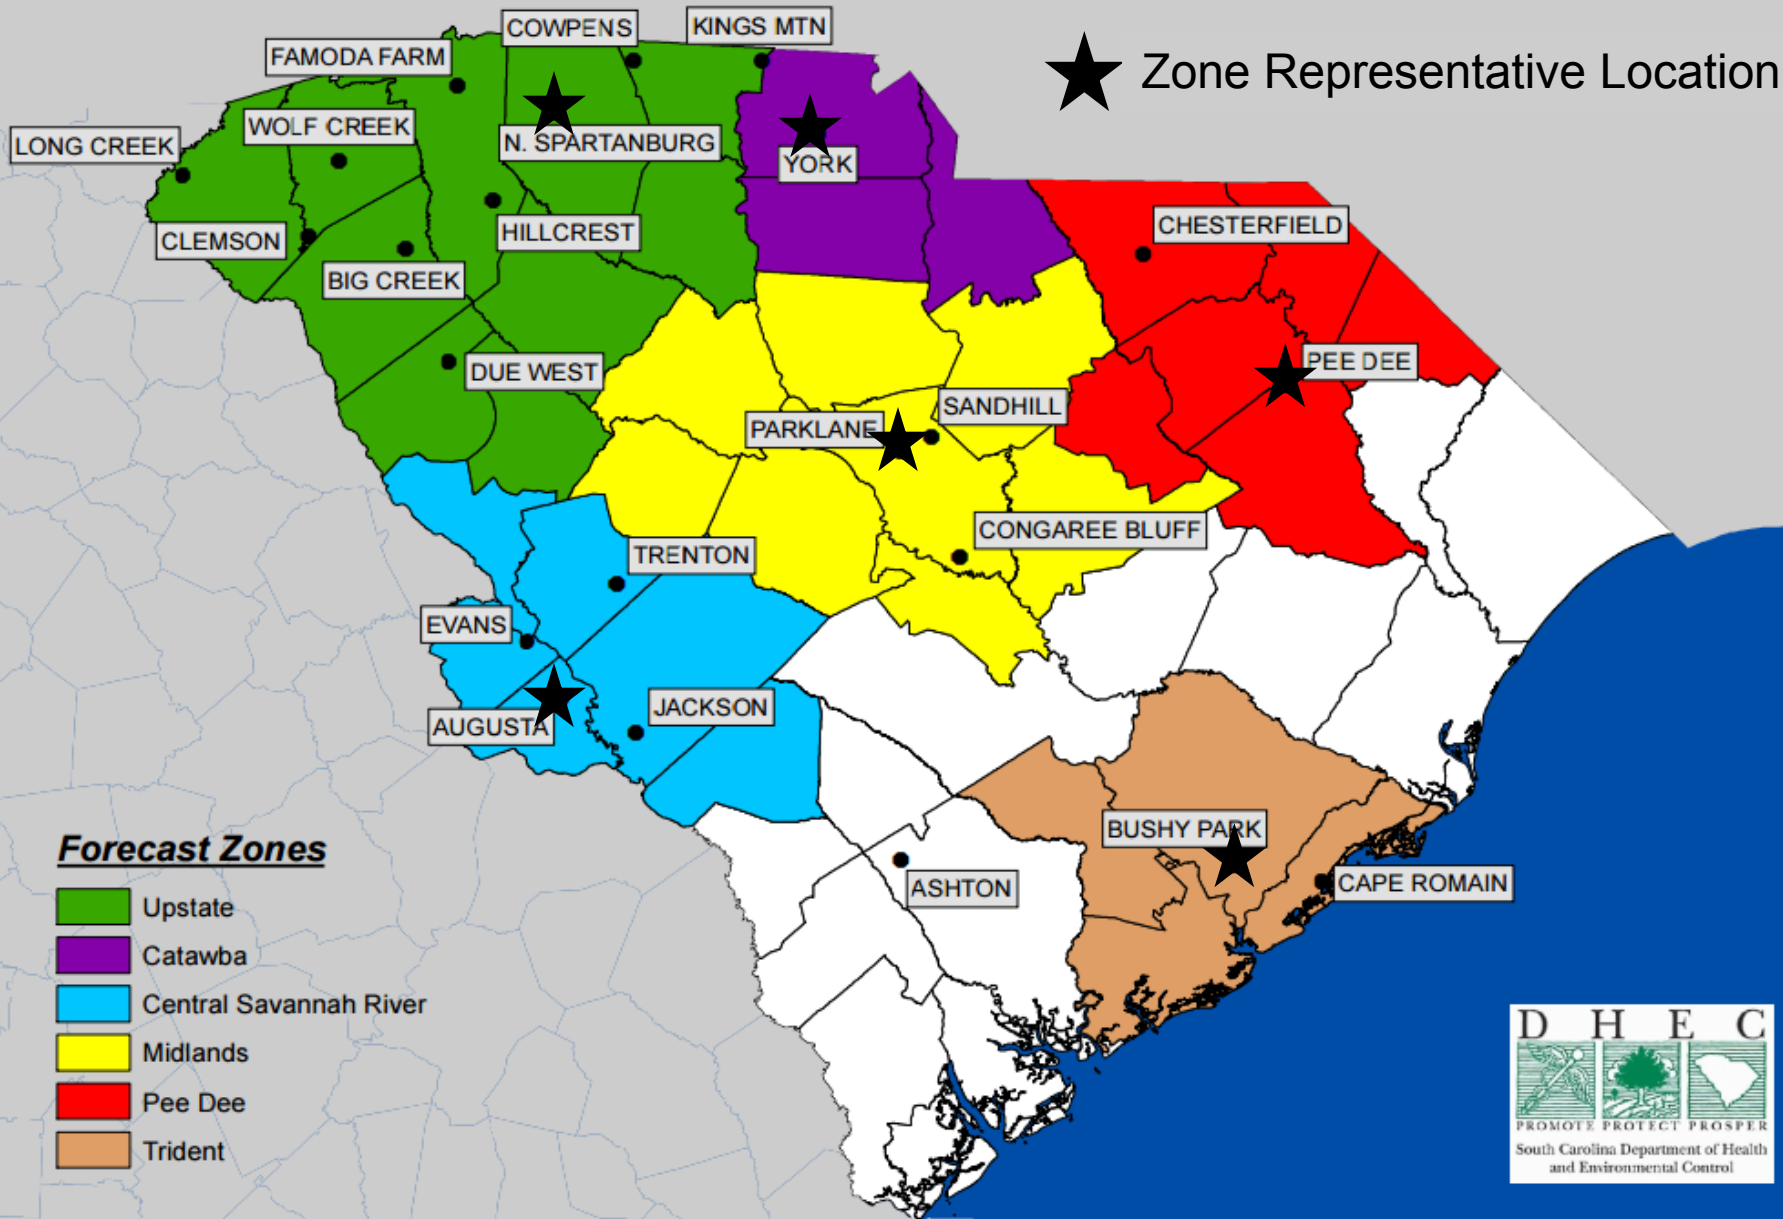 COWPENS
KINGS MTN
FAMODA FARM
Zone Representative Location
WOLF CREEK
LONG CREEK
N. SPARTANBURG
YORK
CHESTERFIELD
CLEMSON
HILLCREST
BIG CREEK
PEE DEE
DUE WEST
SANDHILL
PARKLANE
CONGAREE BLUFF
TRENTON
EVANS
JACKSON
AUGUSTA
BUSHY PARK
CAPE ROMAIN
ASHTON
Forecast Zones
Upstate
Catawba
Central Savannah River
Midlands
Pee Dee
Trident
D H E C
PROMOTE PROTECT PROSPER
South Carolina Department of Health
and Environmental Control